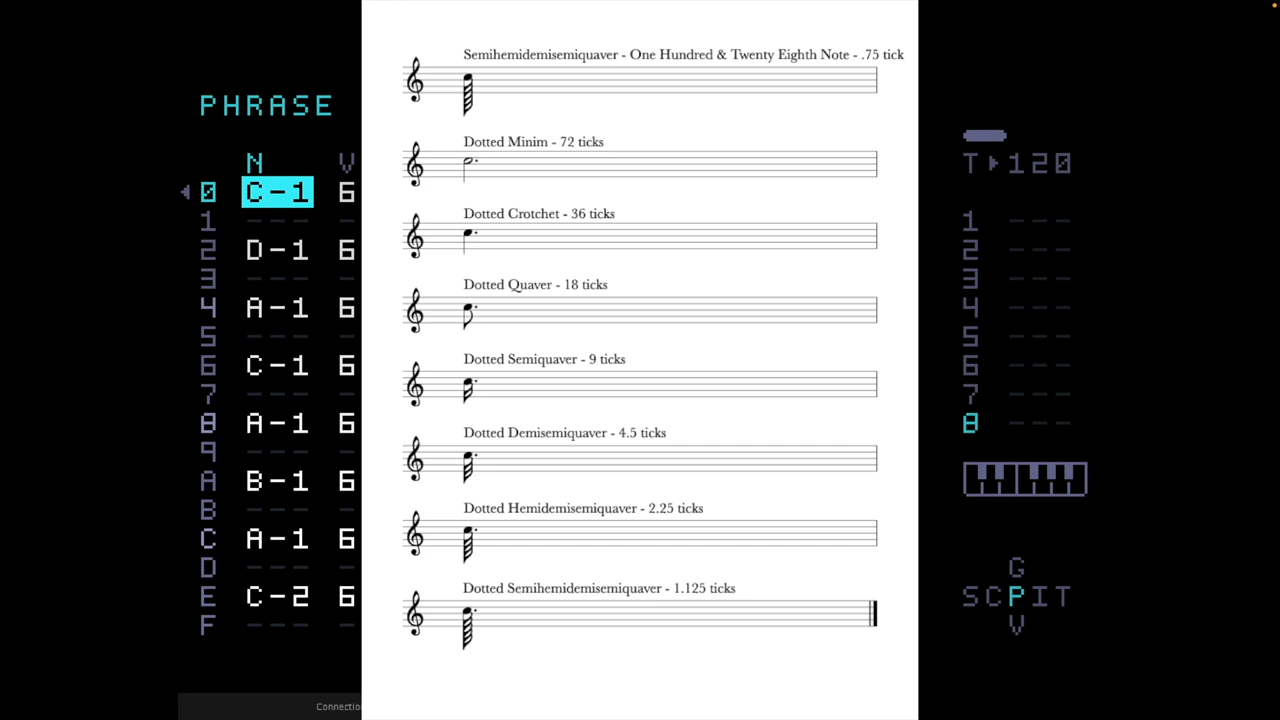 Semihemidemisemiquaver - One Hundred & Twenty Eighth Note - .75 tick
PHRASE
Dotted Minim - 72 ticks
N V
T 120
0 C-1 6
1 --- -
2 D-1 6
3 --- -
4 A-1 6
5 --- -
6 C-1 6
7 --- -
8 A-1 6
9 --- -
A B-1 6
B --- -
C A-1 6
D --- -
E C-2 6
F --- -
Dotted Crotchet - 36 ticks
Dotted Quaver - 18 ticks
Dotted Semiquaver - 9 ticks
Dotted Demisemiquaver - 4.5 ticks
Dotted Hemidemisemiquaver - 2.25 ticks
Dotted Semihemidemisemiquaver - 1.125 ticks
1 ---
2 ---
3 ---
4 ---
5 ---
6 ---
7 ---
8 ---
G
SCPIT
V